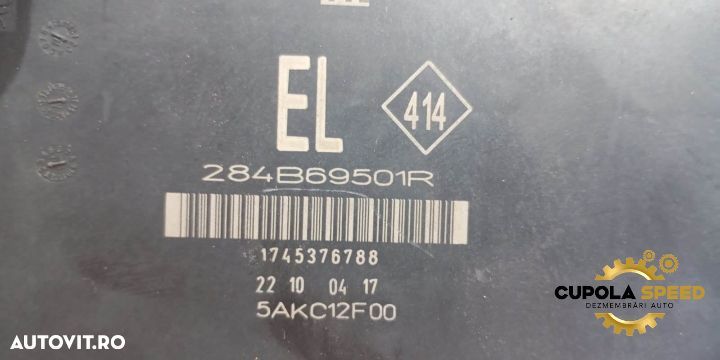 EL
414
284B69501R
1745376788
22 10 04 17
5AKC12F00
CUPOLA SPEED
DEZMEMBRĂRI AUTO
AUTOVIT.RO